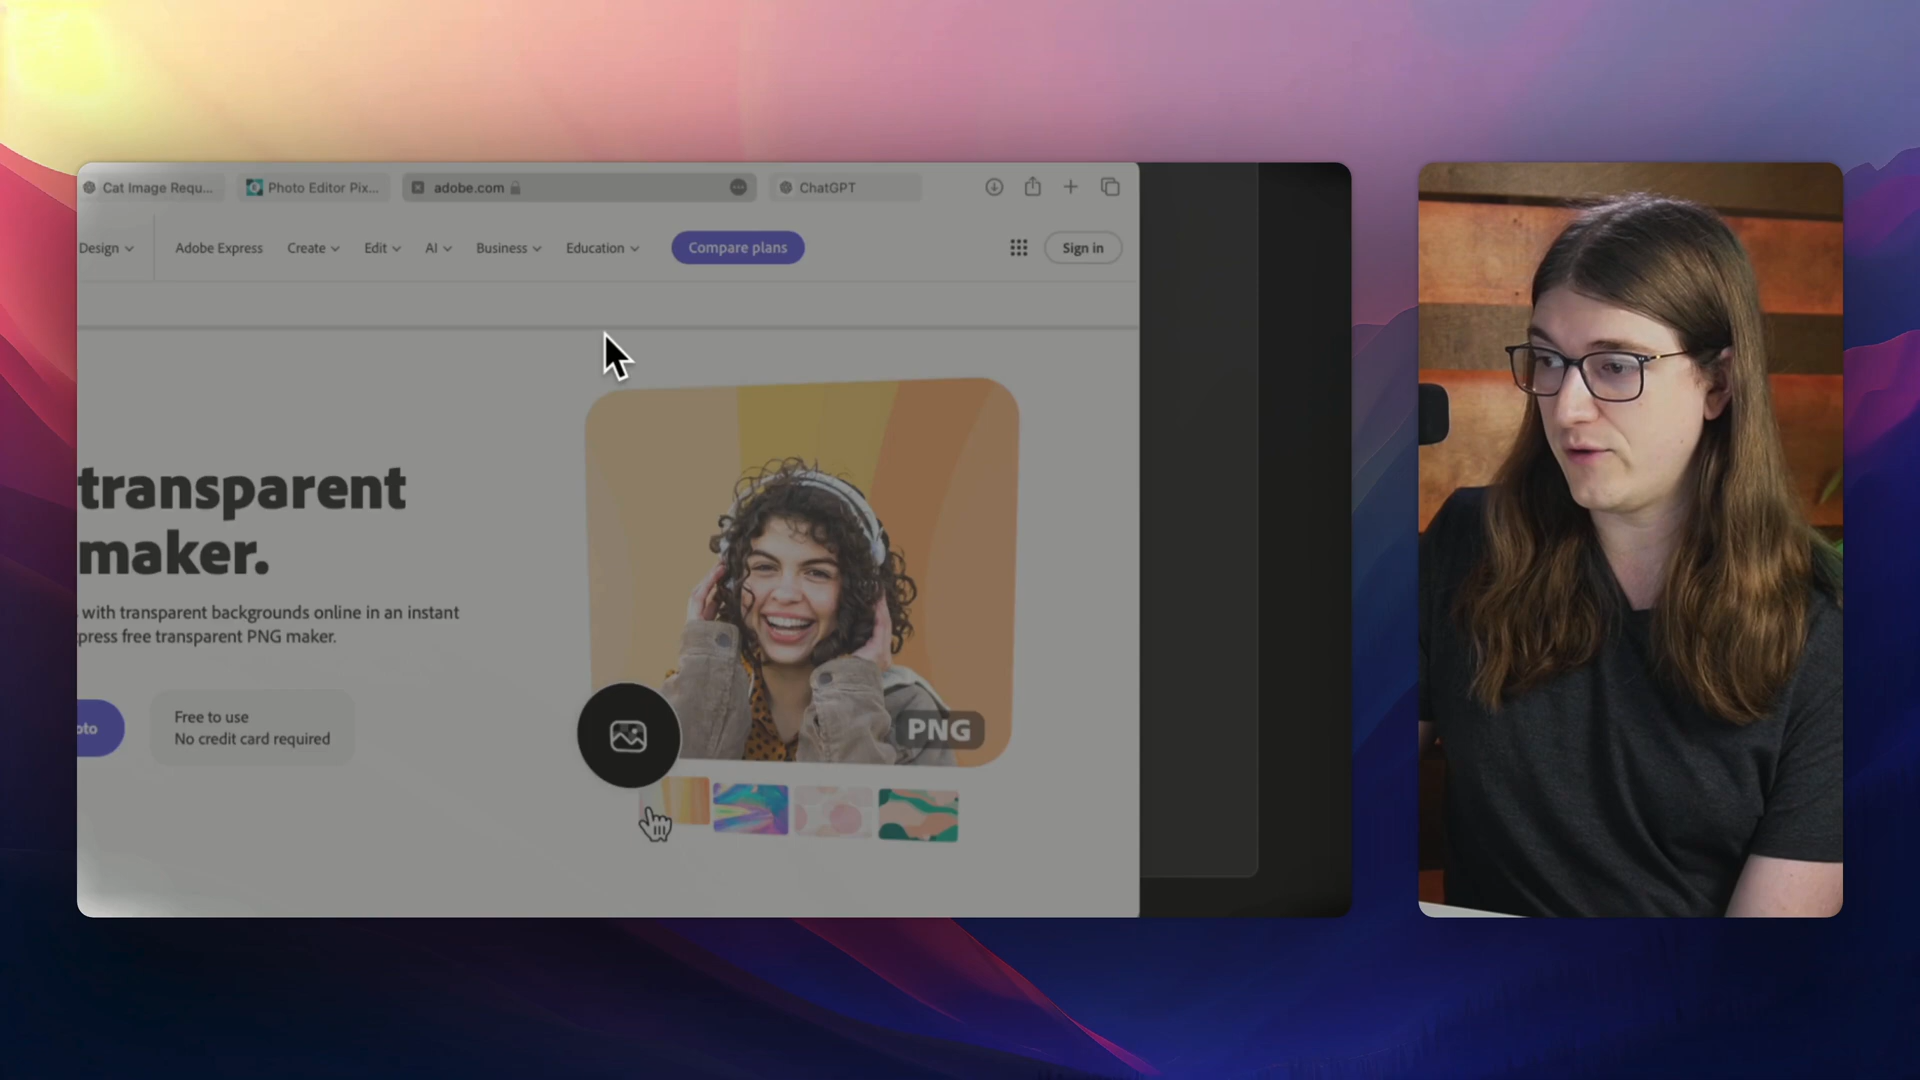 Cat Image Requ...
Photo Editor Pix...
adobe.com
ChatGPT
Design
Adobe Express
Create
Edit
AI
Business
Education
Compare plans
Sign in
transparent
maker.
with transparent backgrounds online in an instant
press free transparent PNG maker.
oto
Free to use
No credit card required
PNG